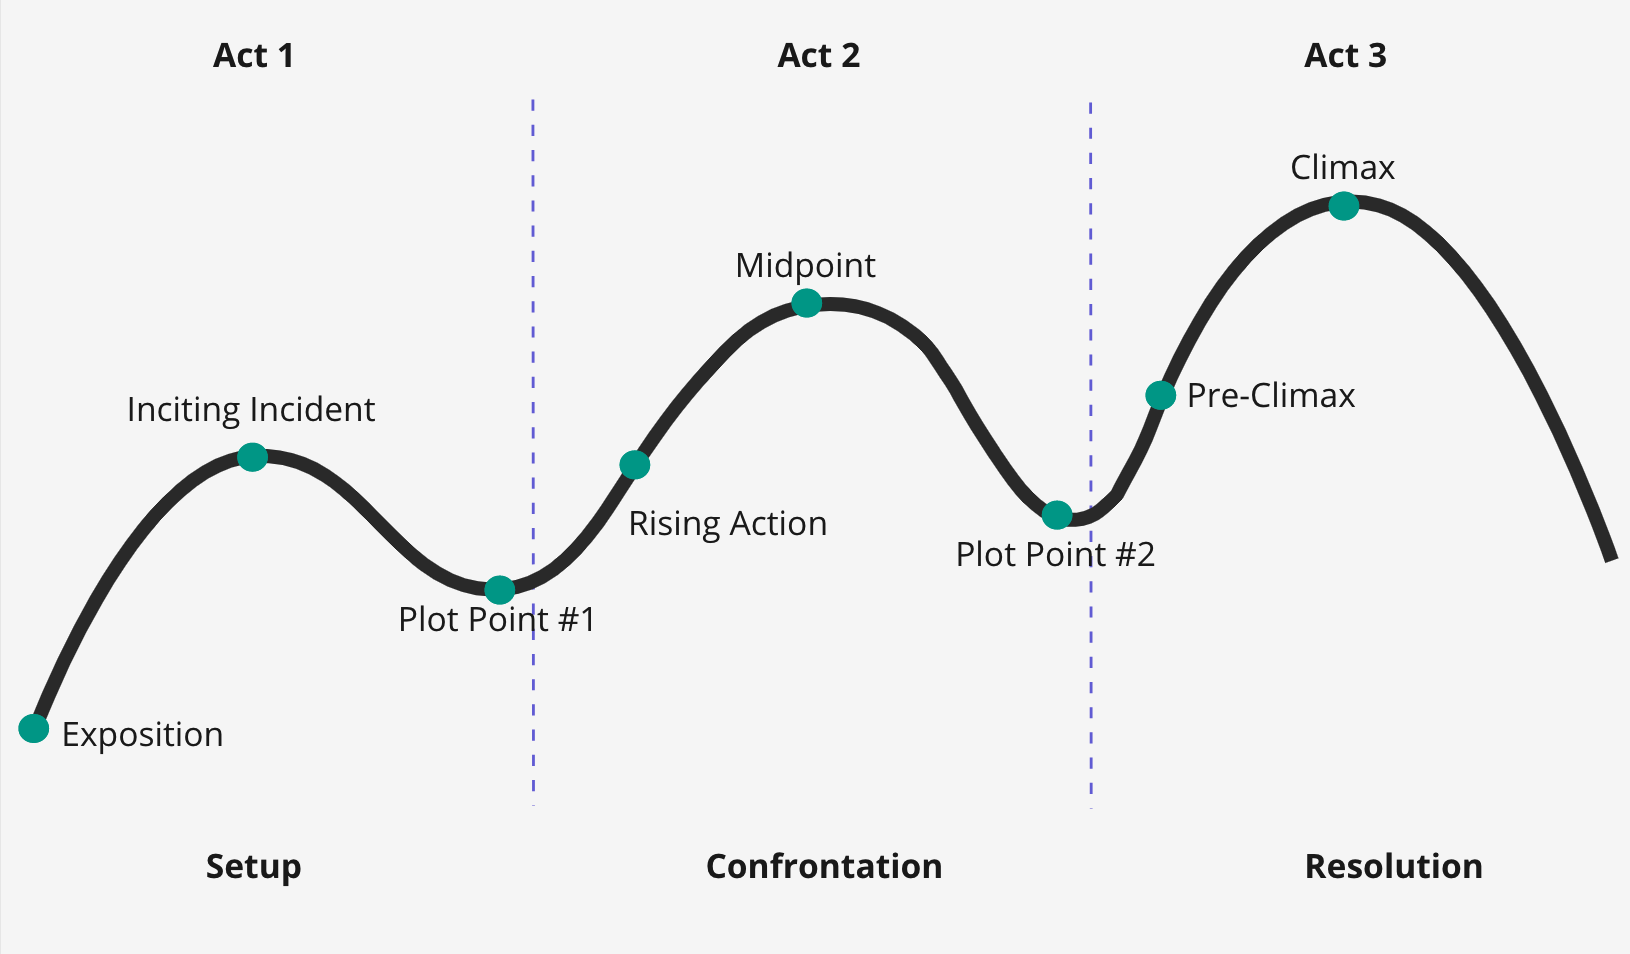 Act 1
Act 2
Act 3
Climax
Midpoint
Pre-Climax
Inciting Incident
Rising Action
Plot Point #2
Plot Point #1
Exposition
Setup
Confrontation
Resolution